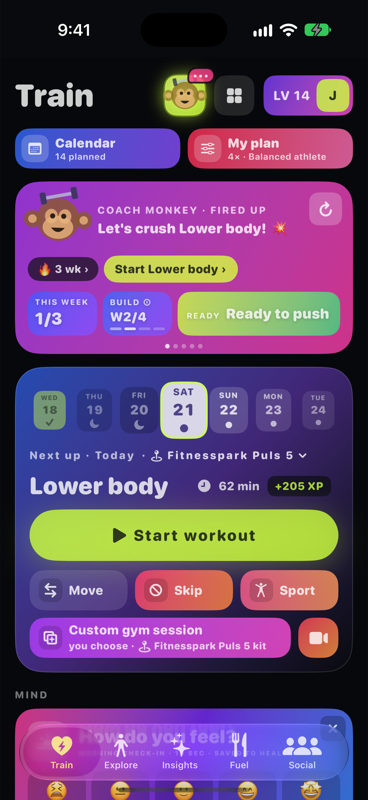 9:41
Train
LV 14 J
Calendar
14 planned
My plan
4× · Balanced athlete
COACH MONKEY · FIRED UP
Let's crush Lower body! 💥
🔥 3 wk ›
Start Lower body ›
THIS WEEK
1/3
BUILD
W2/4
READY Ready to push
WED
18
THU
19
FRI
20
SAT
21
SUN
22
MON
23
TUE
24
Next up · Today · Fitnesspark Puls 5
Lower body
62 min
+205 XP
Start workout
Move
Skip
Sport
Custom gym session
you choose · Fitnesspark Puls 5 kit
MIND
How do you feel?
Train
Explore
Insights
Fuel
Social